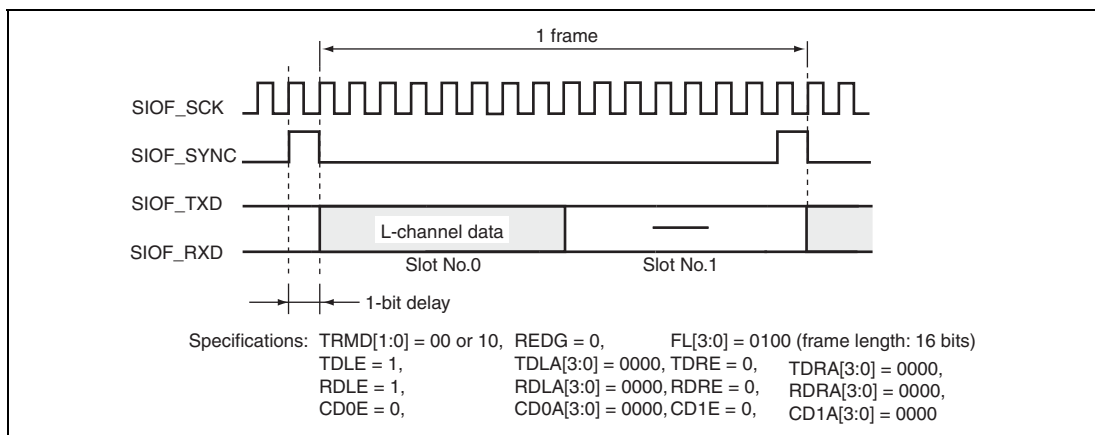 1 frame
SIOF_SCK
SIOF_SYNC
SIOF_TXD
L-channel data
SIOF_RXD
Slot No.0
Slot No.1
1-bit delay
Specifications: TRMD[1:0] = 00 or 10, REDG = 0, FL[3:0] = 0100 (frame length: 16 bits)
TDLE = 1, TDLA[3:0] = 0000, TDRE = 0, TDRA[3:0] = 0000,
RDLE = 1, RDLA[3:0] = 0000, RDRE = 0, RDRA[3:0] = 0000,
CD0E = 0, CD0A[3:0] = 0000, CD1E = 0, CD1A[3:0] = 0000